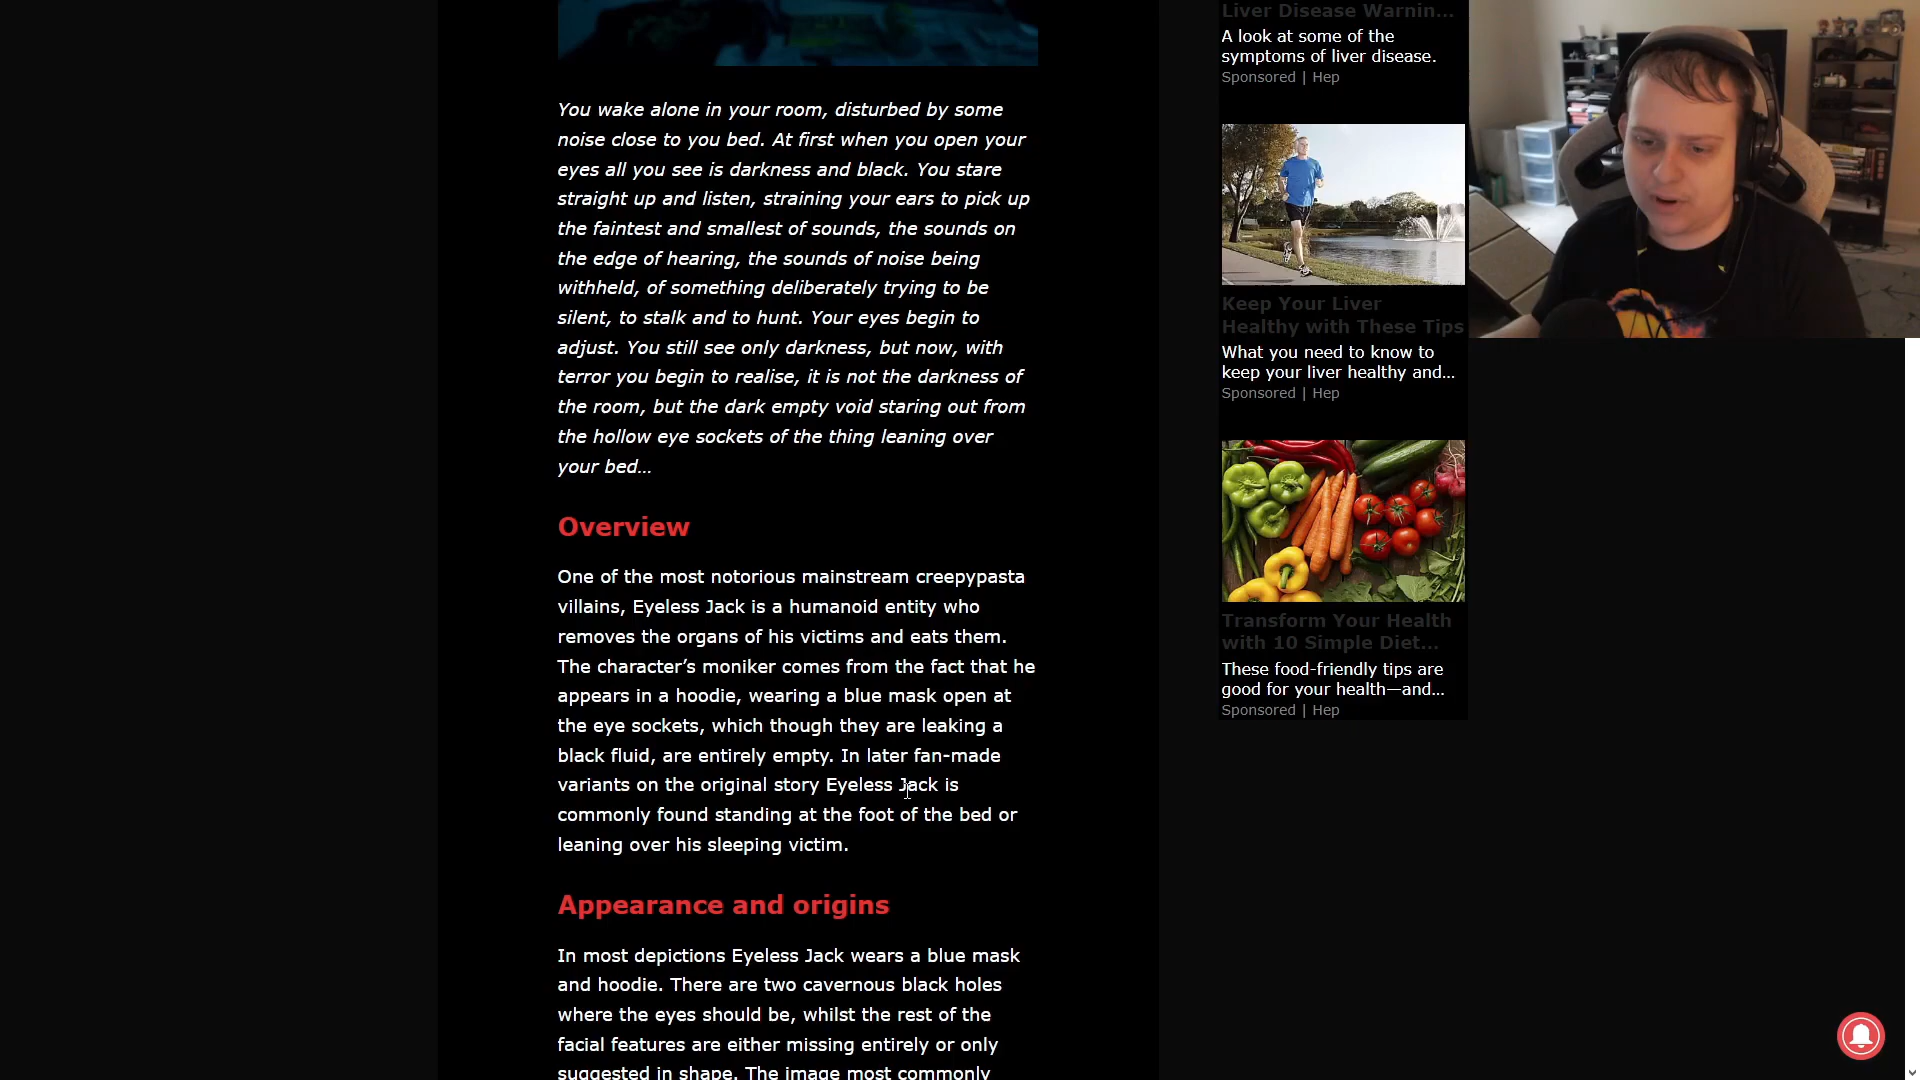 You wake alone in your room, disturbed by some
noise close to you bed. At first when you open your
eyes all you see is darkness and black. You stare
straight up and listen, straining your ears to pick up
the faintest and smallest of sounds, the sounds on
the edge of hearing, the sounds of noise being
withheld, of something deliberately trying to be
silent, to stalk and to hunt. Your eyes begin to
adjust. You still see only darkness, but now, with
terror you begin to realise, it is not the darkness of
the room, but the dark empty void staring out from
the hollow eye sockets of the thing leaning over
your bed…
Overview
One of the most notorious mainstream creepypasta
villains, Eyeless Jack is a humanoid entity who
removes the organs of his victims and eats them.
The character’s moniker comes from the fact that he
appears in a hoodie, wearing a blue mask open at
the eye sockets, which though they are leaking a
black fluid, are entirely empty. In later fan-made
variants on the original story Eyeless Jack is
commonly found standing at the foot of the bed or
leaning over his sleeping victim.
Appearance and origins
In most depictions Eyeless Jack wears a blue mask
and hoodie. There are two cavernous black holes
where the eyes should be, whilst the rest of the
facial features are either missing entirely or only
suggested in shape. The image most commonly
Liver Disease Warnin...
A look at some of the
symptoms of liver disease.
Sponsored | Hep
Keep Your Liver
Healthy with These Tips
What you need to know to
keep your liver healthy and...
Sponsored | Hep
Transform Your Health
with 10 Simple Diet...
These food-friendly tips are
good for your health—and...
Sponsored | Hep